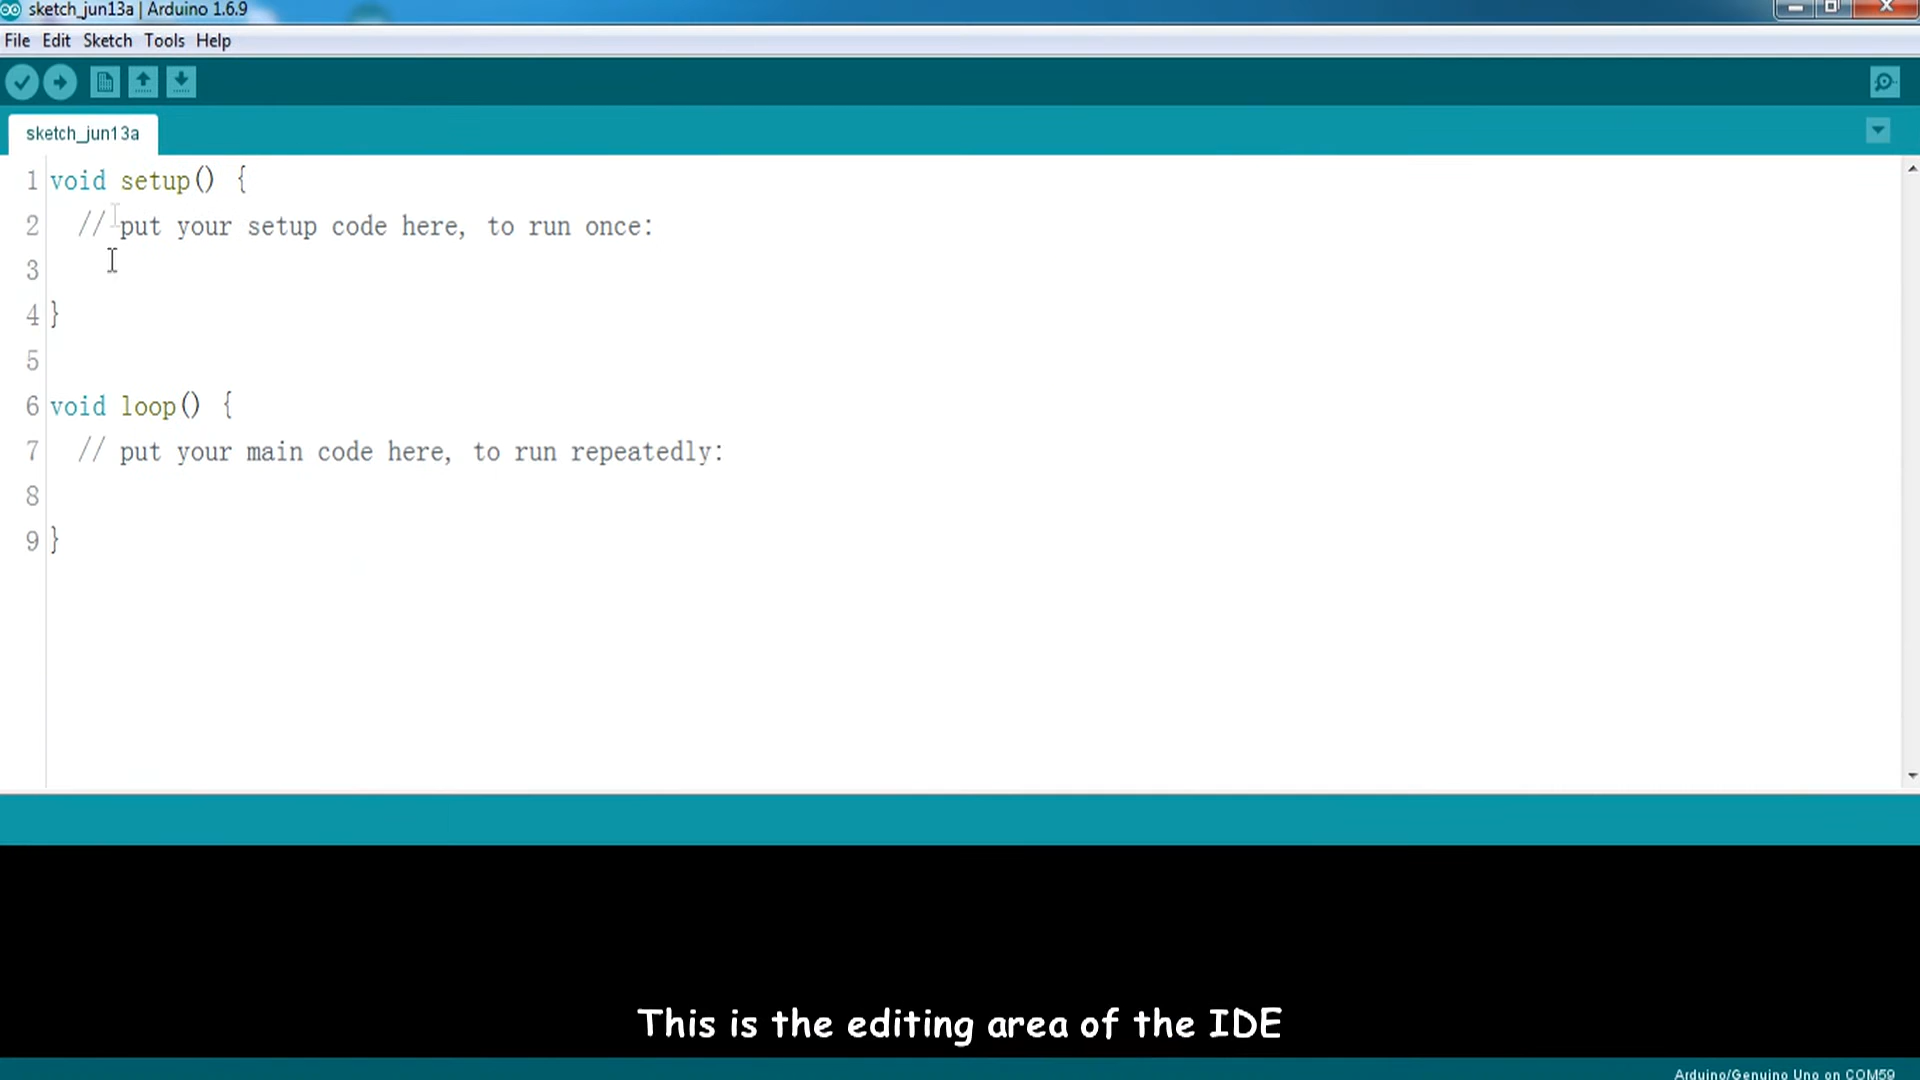 sketch_jun13a | Arduino 1.6.9
File Edit Sketch Tools Help
sketch_jun13a
1 void setup() {
2 // put your setup code here, to run once:
3
4 }
5
6 void loop() {
7 // put your main code here, to run repeatedly:
8
9 }
This is the editing area of the IDE
Arduino/Genuino Uno on COM59